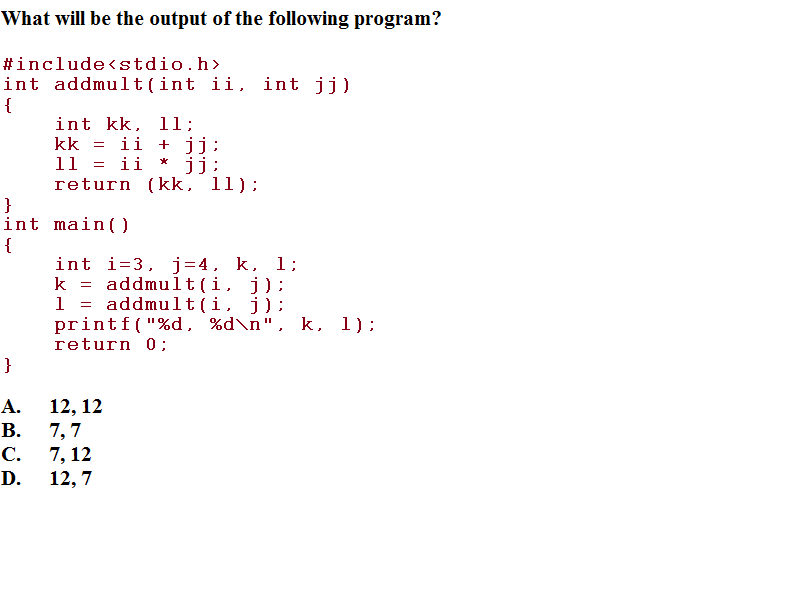 What will be the output of the following program?
#include<stdio.h>
int addmult(int ii, int jj)
{
    int kk, ll;
    kk = ii + jj;
    ll = ii * jj;
    return (kk, ll);
}
int main()
{
    int i=3, j=4, k, l;
    k = addmult(i, j);
    l = addmult(i, j);
    printf("%d, %d\n", k, l);
    return 0;
}
A. 12, 12
B. 7, 7
C. 7, 12
D. 12, 7